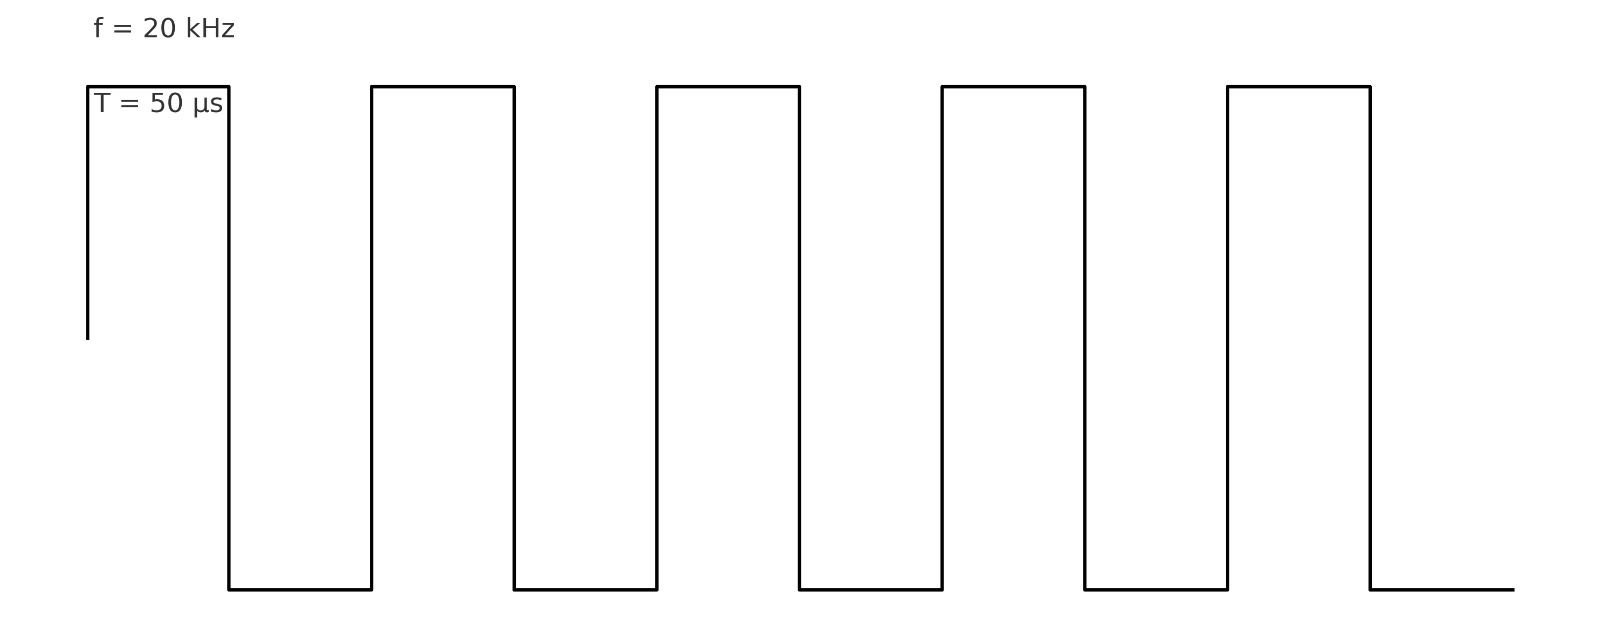 f = 20 kHz
T = 50 µs